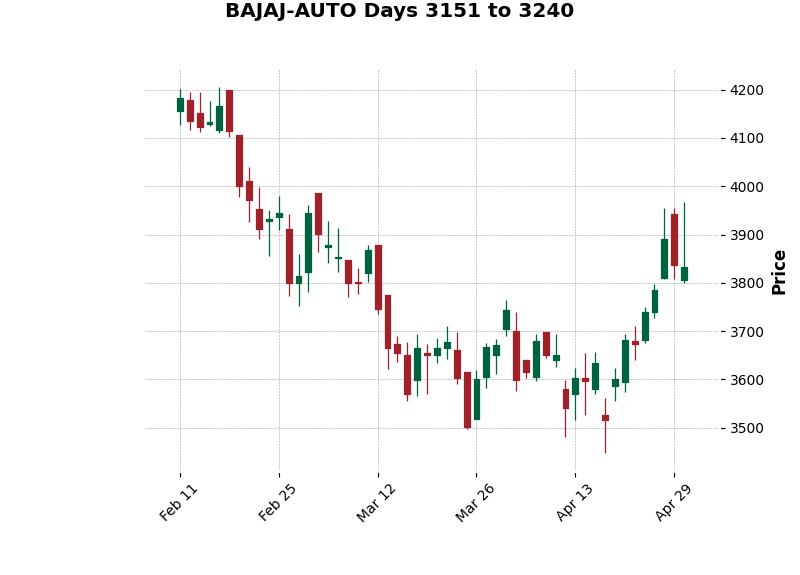 BAJAJ-AUTO Days 3151 to 3240
4200
4100
4000
3900
3800
3700
3600
3500
Price
Feb 11
Feb 25
Mar 12
Mar 26
Apr 13
Apr 29